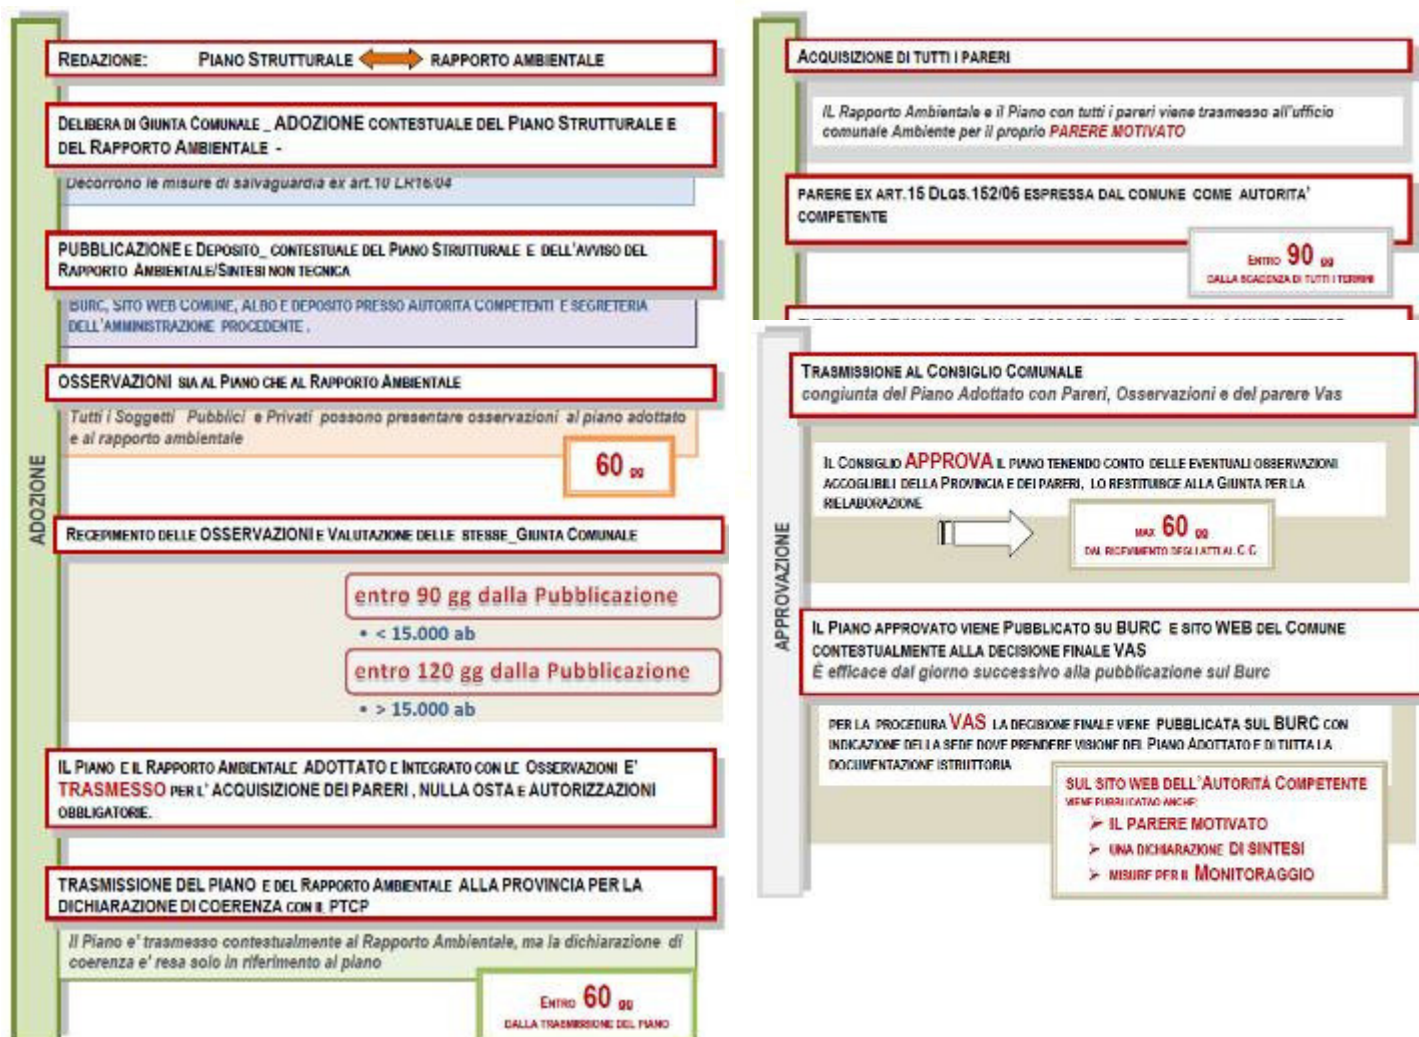 ADOZIONE
REDAZIONE: PIANO STRUTTURALE RAPPORTO AMBIENTALE
DELIBERA DI GIUNTA COMUNALE _ ADOZIONE CONTESTUALE DEL PIANO STRUTTURALE E
DEL RAPPORTO AMBIENTALE -
Decorrono le misure di salvaguardia ex art.10 LR16/04
PUBBLICAZIONE E DEPOSITO_ CONTESTUALE DEL PIANO STRUTTURALE E DELL'AVVISO DEL
RAPPORTO AMBIENTALE/SINTESI NON TECNICA
BURC, SITO WEB COMUNE, ALBO E DEPOSITO PRESSO AUTORITA COMPETENTI E SEGRETERIA
DELL'AMMINISTRAZIONE PROCEDENTE .
OSSERVAZIONI SIA AL PIANO CHE AL RAPPORTO AMBIENTALE
Tutti i Soggetti Pubblici e Privati possono presentare osservazioni al piano adottato
e al rapporto ambientale
60 gg
RECEPIMENTO DELLE OSSERVAZIONI E VALUTAZIONE DELLE STESSE_GIUNTA COMUNALE
entro 90 gg dalla Pubblicazione
• < 15.000 ab
entro 120 gg dalla Pubblicazione
• > 15.000 ab
IL PIANO E IL RAPPORTO AMBIENTALE ADOTTATO E INTEGRATO CON LE OSSERVAZIONI E'
TRASMESSO PER L' ACQUISIZIONE DEI PARERI , NULLA OSTA E AUTORIZZAZIONI
OBBLIGATORIE.
TRASMISSIONE DEL PIANO E DEL RAPPORTO AMBIENTALE ALLA PROVINCIA PER LA
DICHIARAZIONE DI COERENZA CON IL PTCP
Il Piano e' trasmesso contestualmente al Rapporto Ambientale, ma la dichiarazione di
coerenza e' resa solo in riferimento al piano
ENTRO 60 gg
DALLA TRASMISSIONE DEL PIANO
ACQUISIZIONE DI TUTTI I PARERI
IL Rapporto Ambientale e il Piano con tutti i pareri viene trasmesso all'ufficio
comunale Ambiente per il proprio PARERE MOTIVATO
PARERE EX ART.15 DLGS.152/06 ESPRESSA DAL COMUNE COME AUTORITA'
COMPETENTE
ENTRO 90 gg
DALLA SCADENZA DI TUTTI I TERMINI
APPROVAZIONE
TRASMISSIONE AL CONSIGLIO COMUNALE
congiunta del Piano Adottato con Pareri, Osservazioni e del parere Vas
IL CONSIGLIO APPROVA IL PIANO TENENDO CONTO DELLE EVENTUALI OSSERVAZIONI
ACCOGLIBILI DELLA PROVINCIA E DEI PARERI, LO RESTITUISCE ALLA GIUNTA PER LA
RIELABORAZIONE
MAX 60 gg
DAL RICEVIMENTO DEGLI ATTI AL C.C
IL PIANO APPROVATO VIENE PUBBLICATO SU BURC E SITO WEB DEL COMUNE
CONTESTUALMENTE ALLA DECISIONE FINALE VAS
È efficace dal giorno successivo alla pubblicazione sul Burc
PER LA PROCEDURA VAS LA DECISIONE FINALE VIENE PUBBLICATA SUL BURC CON
INDICAZIONE DELLA SEDE DOVE PRENDERE VISIONE DEL PIANO ADOTTATO E DI TUTTA LA
DOCUMENTAZIONE ISTRUTTORIA
SUL SITO WEB DELL'AUTORITÁ COMPETENTE
VIENE PUBBLICATAO ANCHE:
➢ IL PARERE MOTIVATO
➢ UNA DICHIARAZIONE DI SINTESI
➢ MISURE PER IL MONITORAGGIO